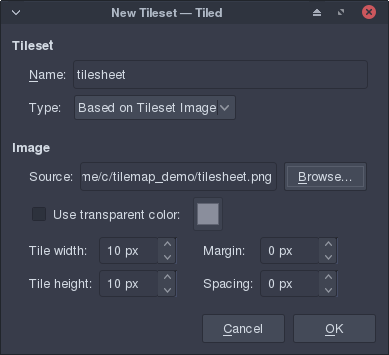 New Tileset — Tiled
Tileset
Name: tilesheet
Type: Based on Tileset Image
Image
Source: me/c/tilemap_demo/tilesheet.png Browse...
Use transparent color:
Tile width: 10 px Margin: 0 px
Tile height: 10 px Spacing: 0 px
Cancel OK